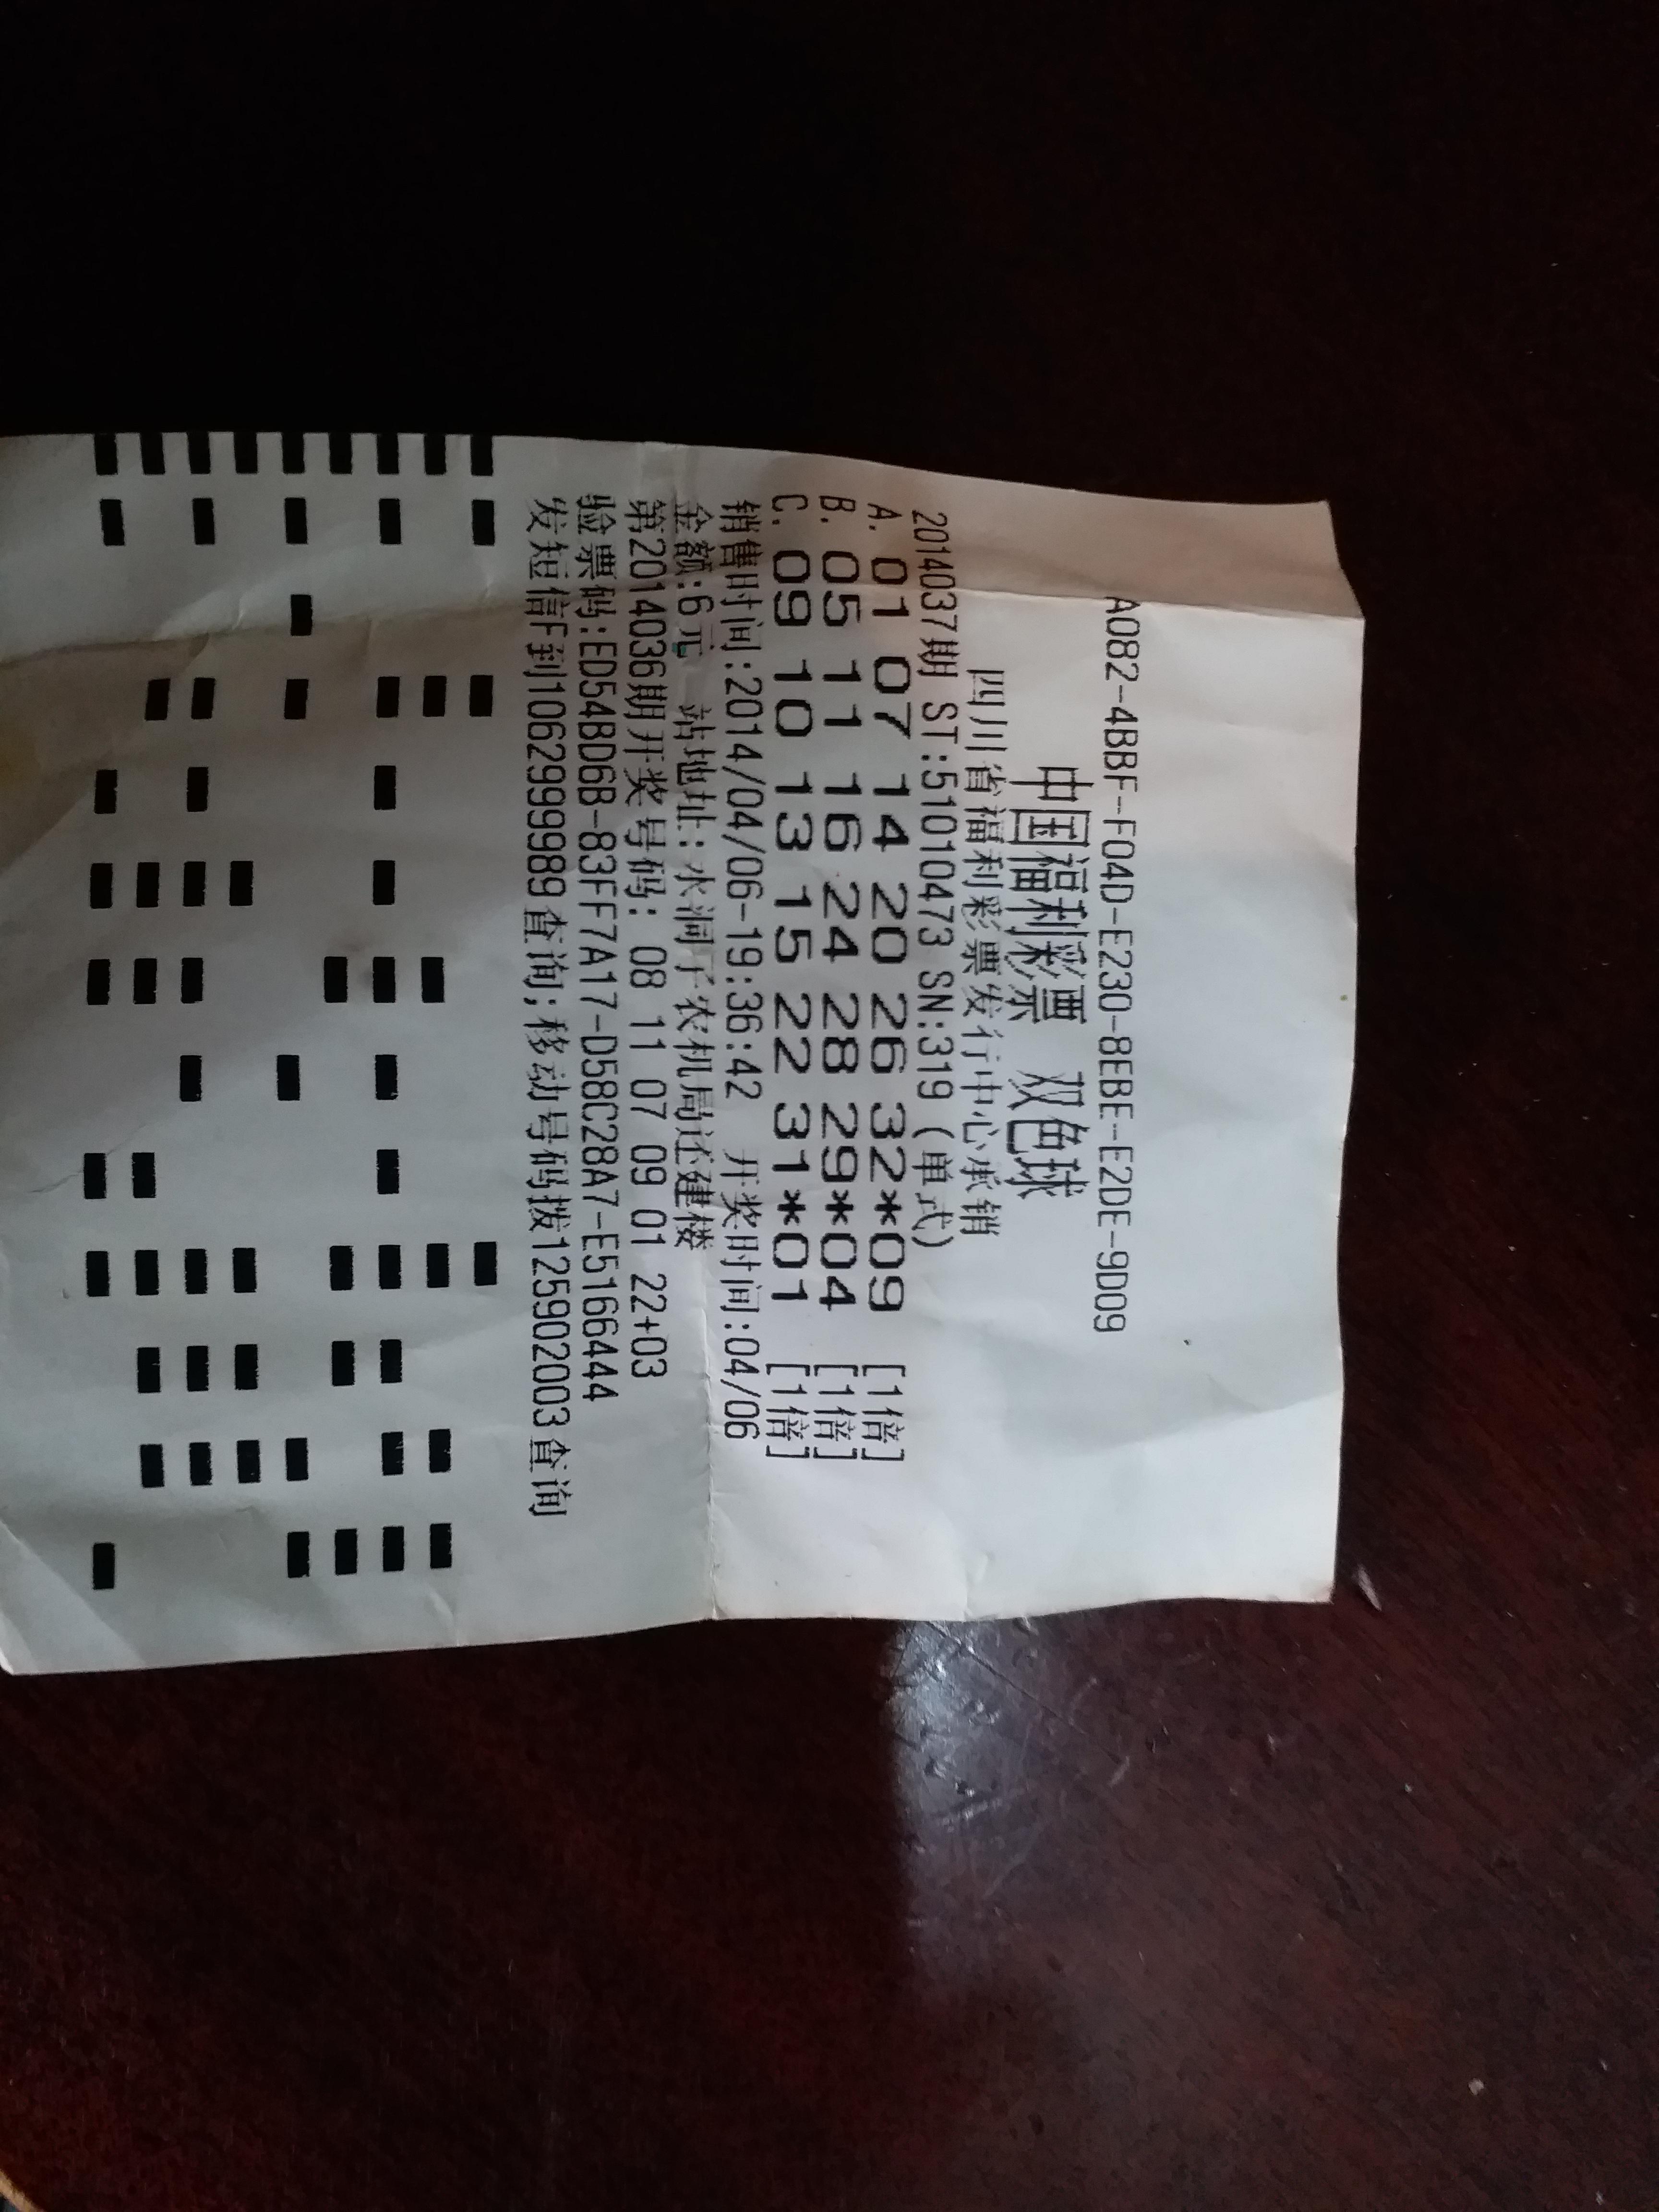 A082-4BBF-F04D-E230-8EBE-E2DE-9D09
中国福利彩票 双色球
四川省福利彩票发行中心承销
2014037期 ST:51010473 SN:319 (单式)
A. 01 07 14 20 26 32*09 [1倍]
B. 05 11 16 24 28 29*04 [1倍]
C. 09 10 13 15 22 31*01 [1倍]
销售时间:2014/04/06-19:36:42 开奖时间:04/06
金额:6元 站地址:水洞子农机局还建楼
第2014036期开奖号码: 08 11 07 09 01 22+03
验票码:ED54BD6B-83FF7A17-D58C28A7-E5166444
发短信F到1062999989查询;移动号码拨1259020003查询